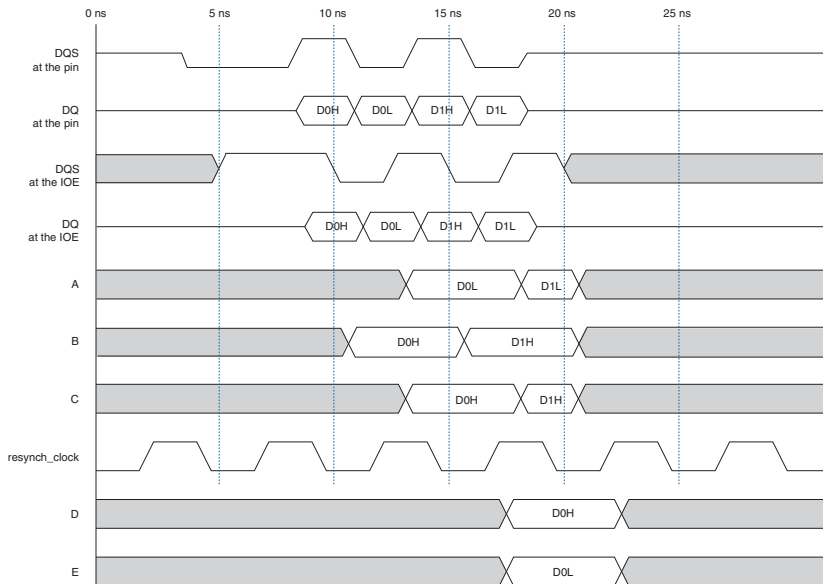 0 ns 5 ns 10 ns 15 ns 20 ns 25 ns
DQS
at the pin
DQ
at the pin
D0H D0L D1H D1L
DQS
at the IOE
DQ
at the IOE
D0H D0L D1H D1L
A
D0L D1L
B
D0H D1H
C
D0H D1H
resynch_clock
D
D0H
E
D0L